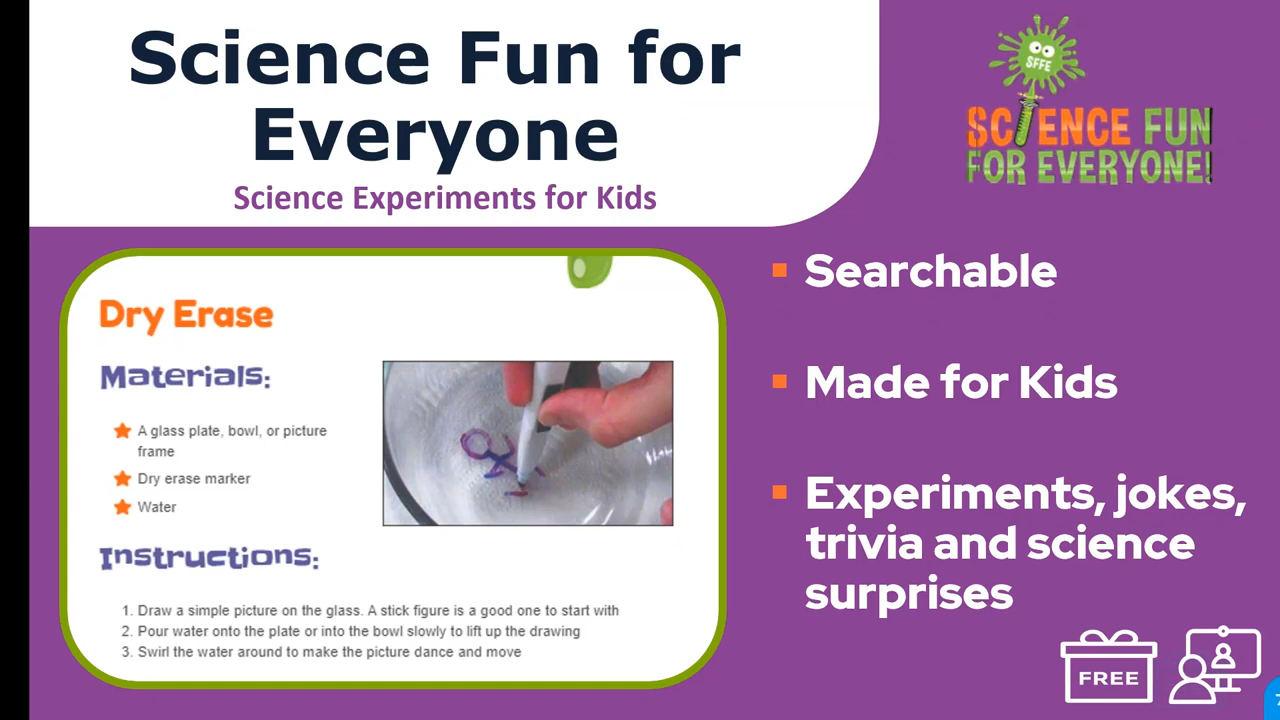 Science Fun for
Everyone
Science Experiments for Kids
SFFE
SCIENCE FUN
FOR EVERYONE!
Dry Erase
Materials:
A glass plate, bowl, or picture
frame
Dry erase marker
Water
Instructions:
1. Draw a simple picture on the glass. A stick figure is a good one to start with
2. Pour water onto the plate or into the bowl slowly to lift up the drawing
3. Swirl the water around to make the picture dance and move
Searchable
Made for Kids
Experiments, jokes,
trivia and science
surprises
FREE